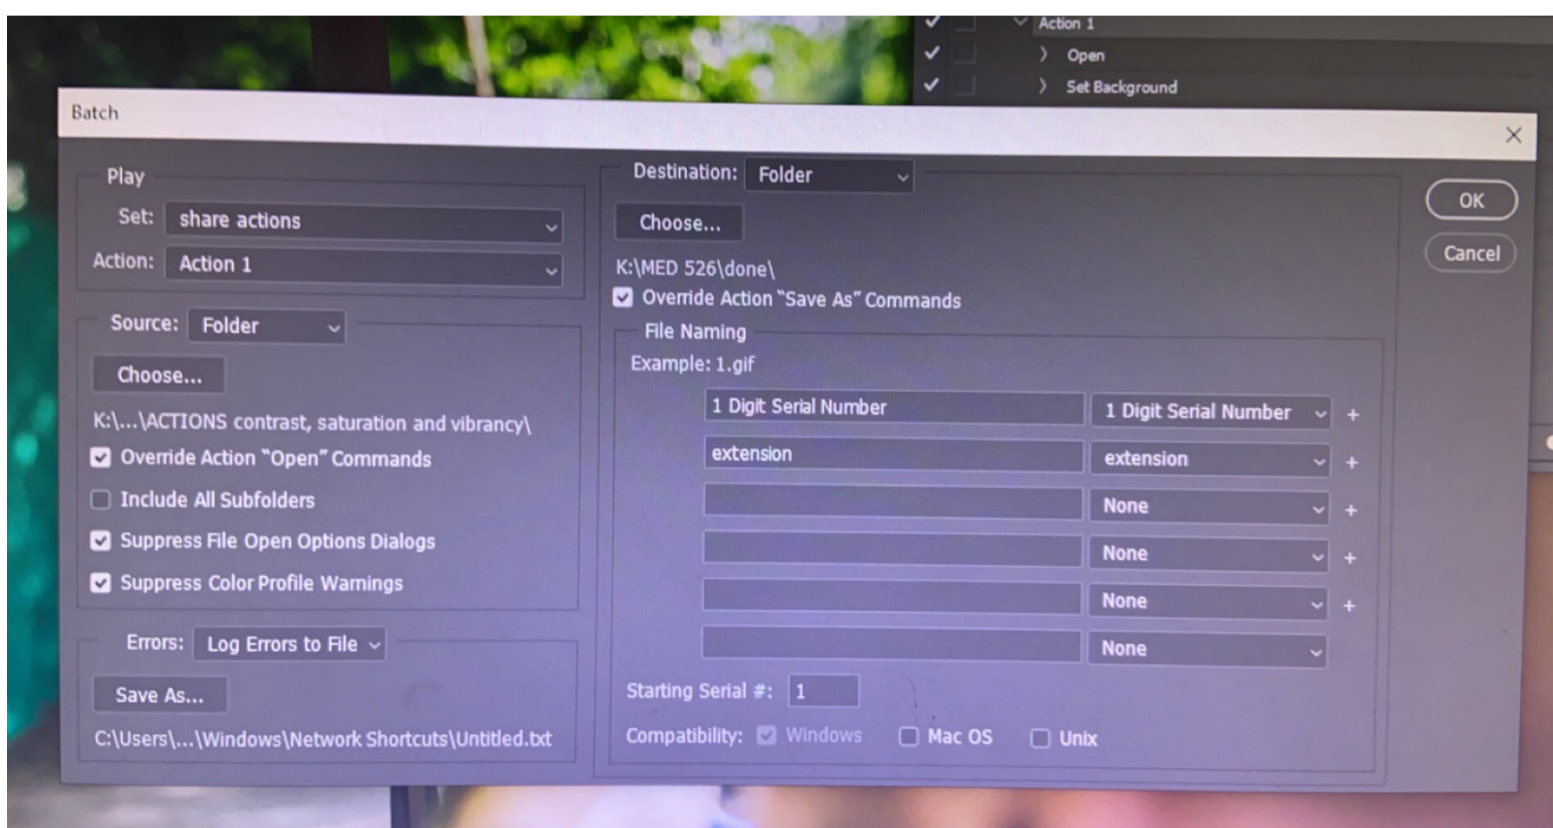 Action 1
Open
Set Background
Batch
Play
Set: share actions
Action: Action 1
Source: Folder
Choose...
K:\...\ACTIONS contrast, saturation and vibrancy\
Override Action "Open" Commands
Include All Subfolders
Suppress File Open Options Dialogs
Suppress Color Profile Warnings
Errors: Log Errors to File
Save As...
C:\Users\...\Windows\Network Shortcuts\Untitled.txt
Destination: Folder
Choose...
K:\MED 526\done\
Override Action "Save As" Commands
File Naming
Example: 1.gif
1 Digit Serial Number 1 Digit Serial Number +
extension extension +
None +
None +
None +
None
Starting Serial #: 1
Compatibility: Windows Mac OS Unix
OK
Cancel